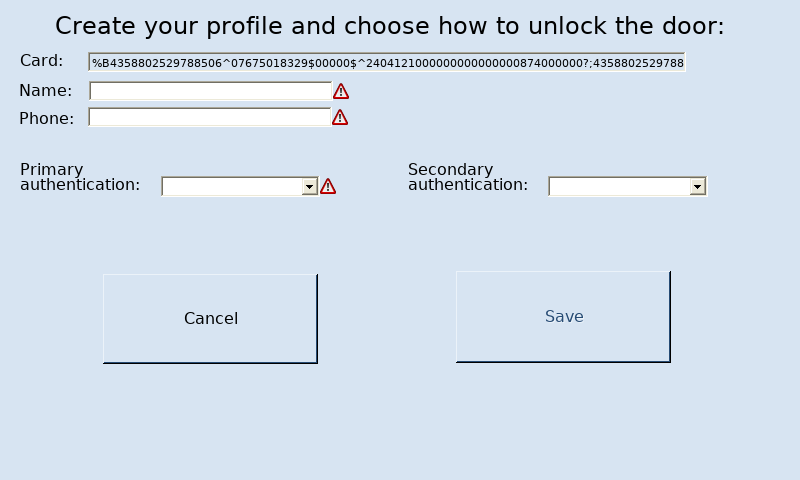 Create your profile and choose how to unlock the door:
Card: %B4358802529788506^07675018329$00000$^24041210000000000000000874000000?;4358802529788
Name:
Phone:
Primary
authentication:
Secondary
authentication:
Cancel
Save